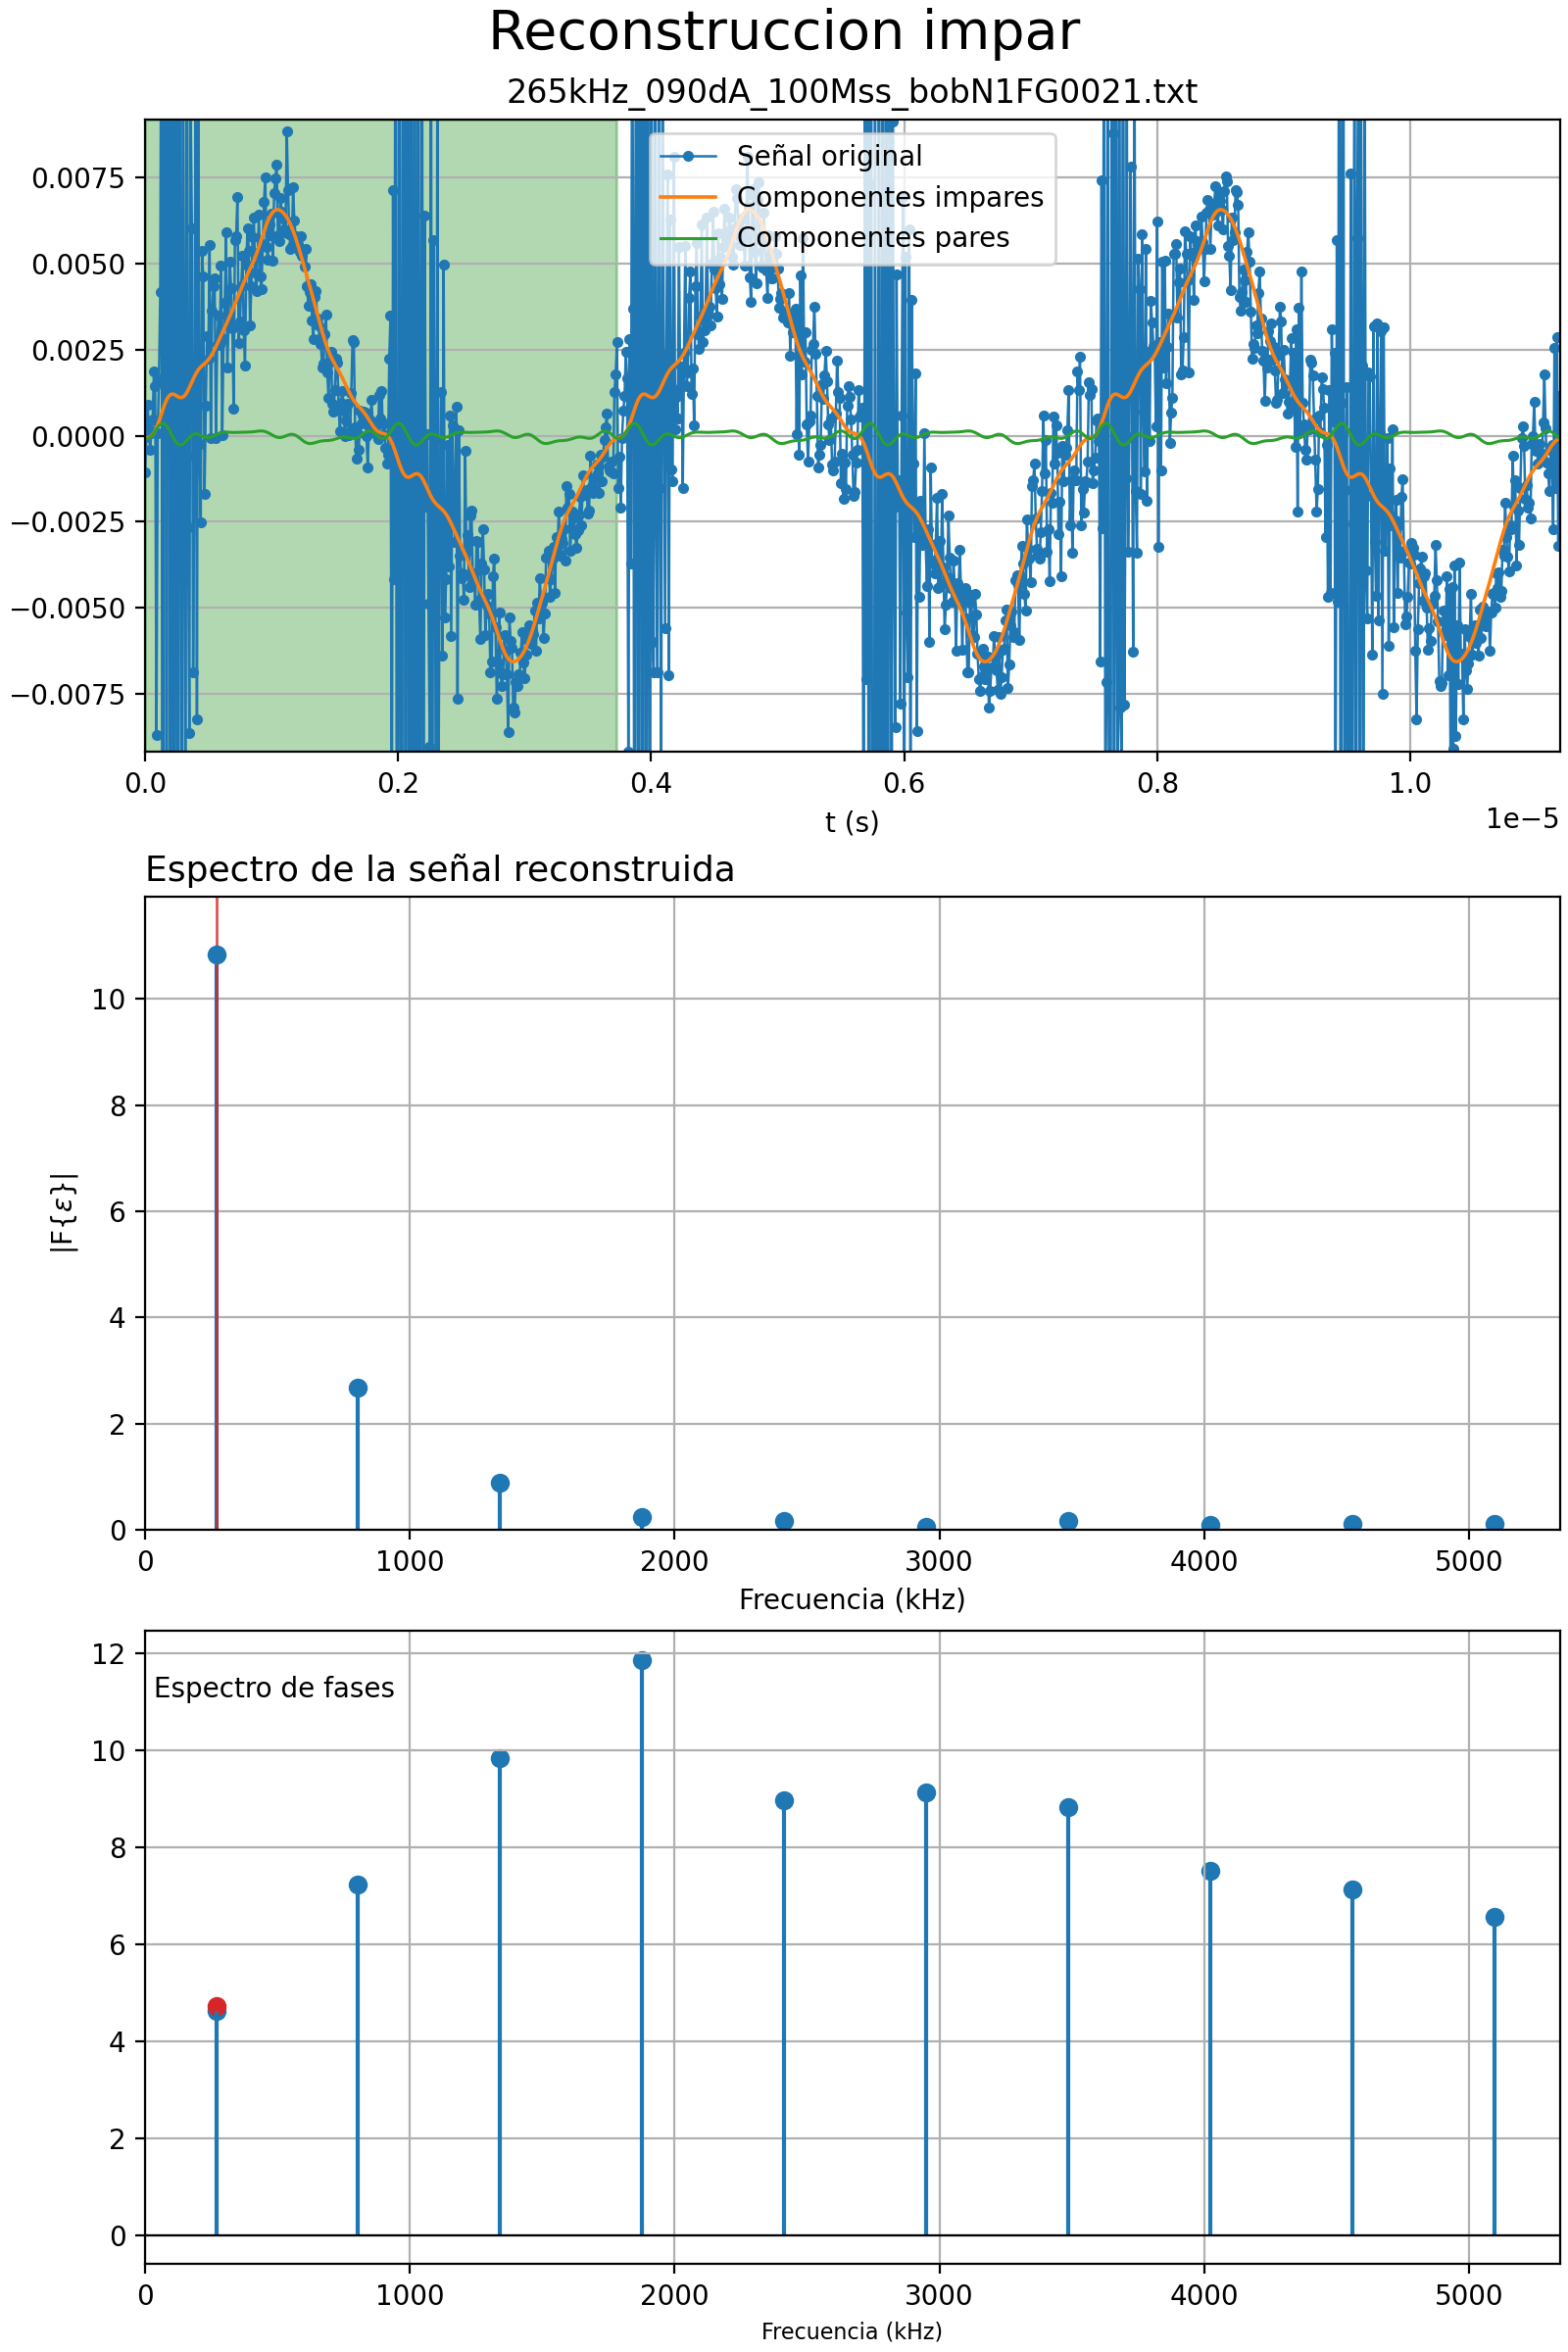 Reconstruccion impar
265kHz_090dA_100Mss_bobN1FG0021.txt
Señal original
Componentes impares
Componentes pares
0.0075
0.0050
0.0025
0.0000
−0.0025
−0.0050
−0.0075
0.0 0.2 0.4 0.6 0.8 1.0
t (s)
1e−5
Espectro de la señal reconstruida
|F{ε}|
10
8
6
4
2
0
0 1000 2000 3000 4000 5000
Frecuencia (kHz)
Espectro de fases
12
10
8
6
4
2
0
0 1000 2000 3000 4000 5000
Frecuencia (kHz)